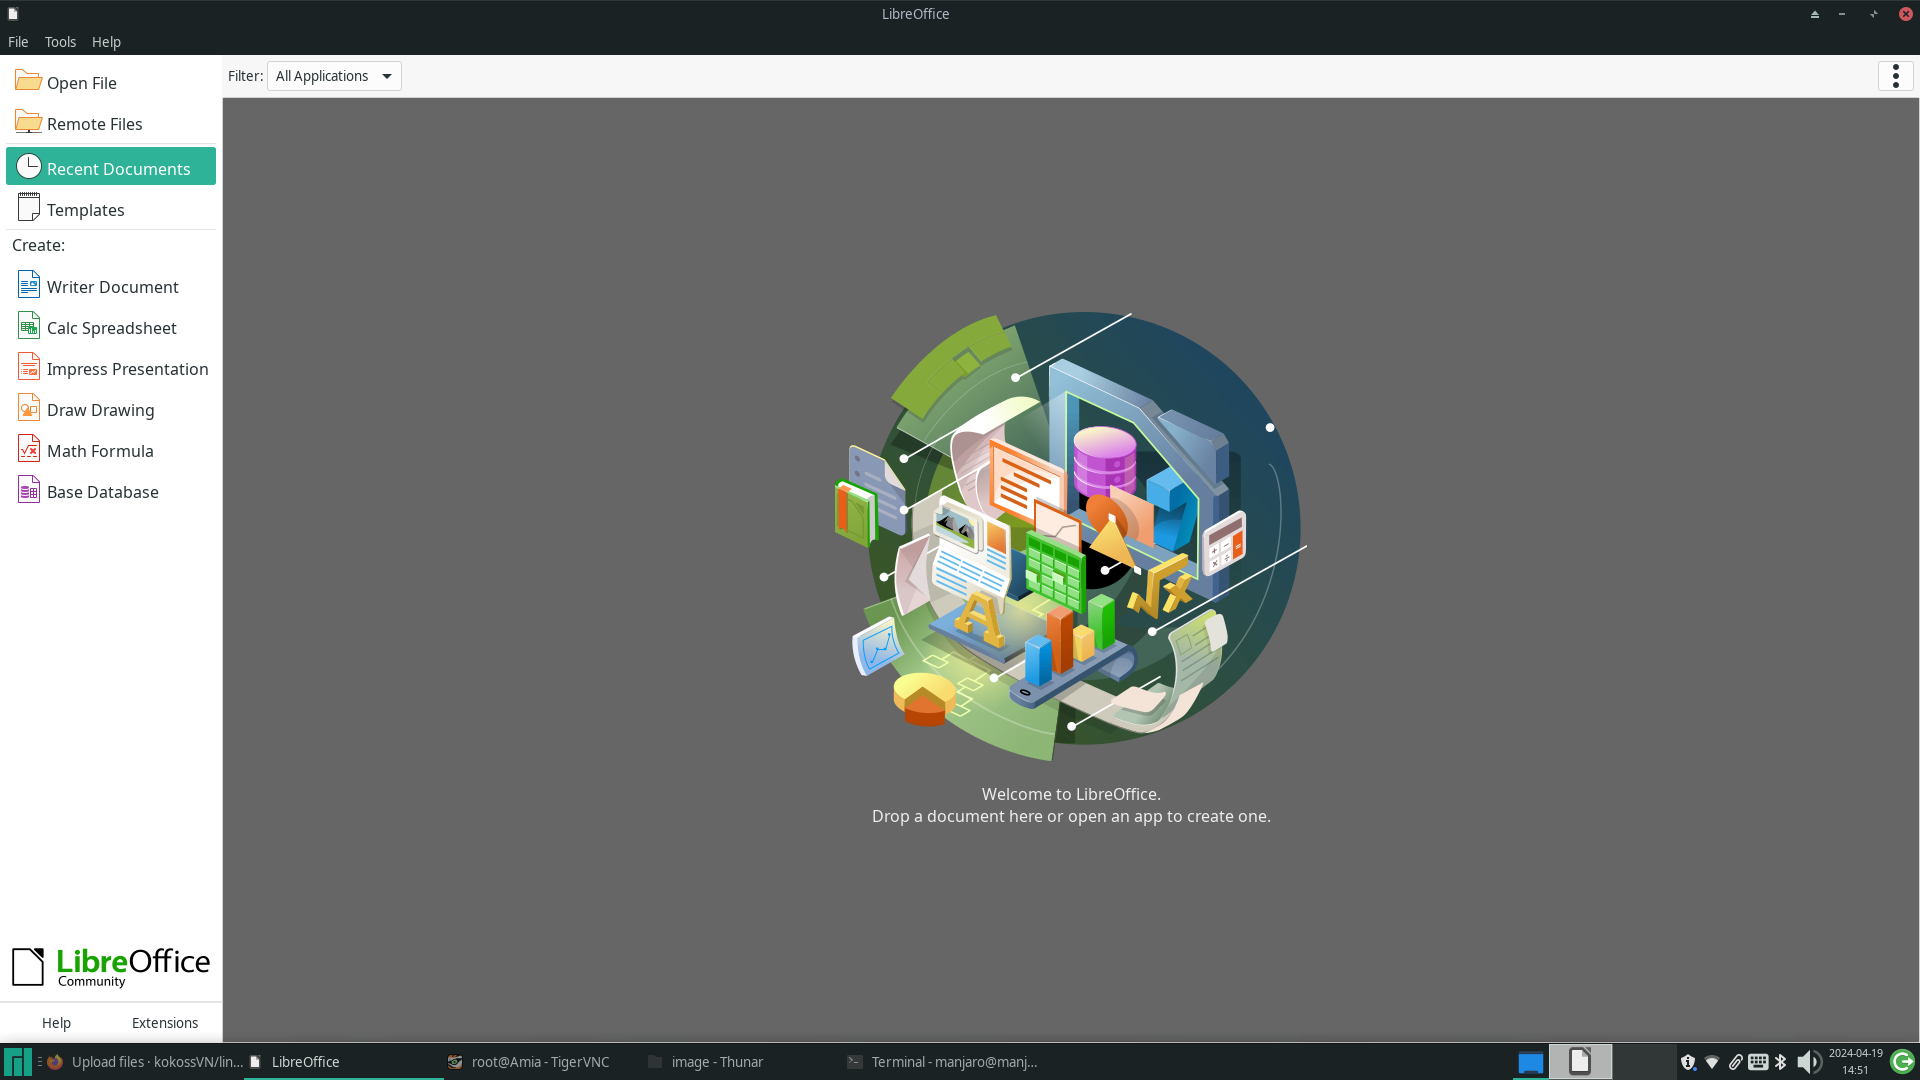 LibreOffice
File Tools Help
Open File
Remote Files
Recent Documents
Templates
Create:
Writer Document
Calc Spreadsheet
Impress Presentation
Draw Drawing
Math Formula
Base Database
Filter: All Applications
Welcome to LibreOffice.
Drop a document here or open an app to create one.
LibreOffice
Community
Help Extensions
Upload files · kokossVN/lin... LibreOffice root@Amia - TigerVNC image - Thunar Terminal - manjaro@manj...
2024-04-19
14:51